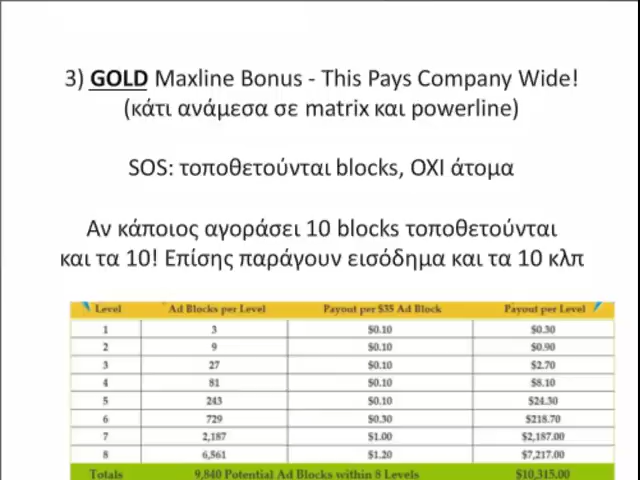 3) GOLD Maxline Bonus - This Pays Company Wide!
(κάτι ανάμεσα σε matrix και powerline)
SOS: τοποθετούνται blocks, ΟΧΙ άτομα
Αν κάποιος αγοράσει 10 blocks τοποθετούνται
και τα 10! Επίσης παράγουν εισόδημα και τα 10 κλπ
Level Ad Blocks per Level Payout per $35 Ad Block Payout per Level
1 3 $0.10 $0.30
2 9 $0.10 $0.90
3 27 $0.10 $2.70
4 81 $0.10 $8.10
5 243 $0.10 $24.30
6 729 $0.30 $218.70
7 2,187 $1.00 $2,187.00
8 6,561 $1.20 $7,217.00
Totals 9,840 Potential Ad Blocks within 8 Levels $10,315.00